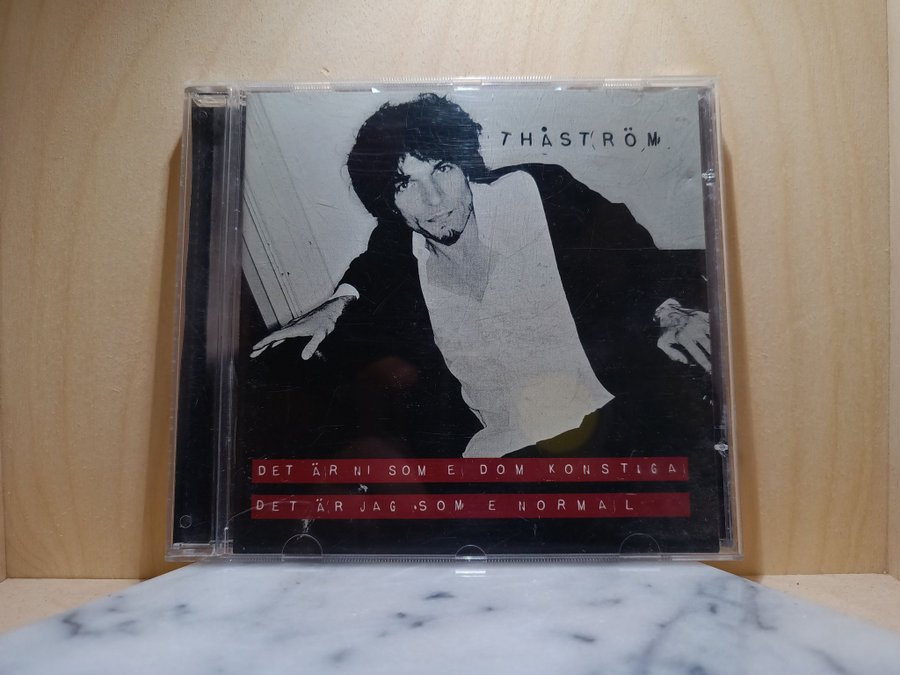 THÅSTRÖM
DET ÄR NI SOM E DOM KONSTIGA
DET ÄR JAG SOM E NORMAL